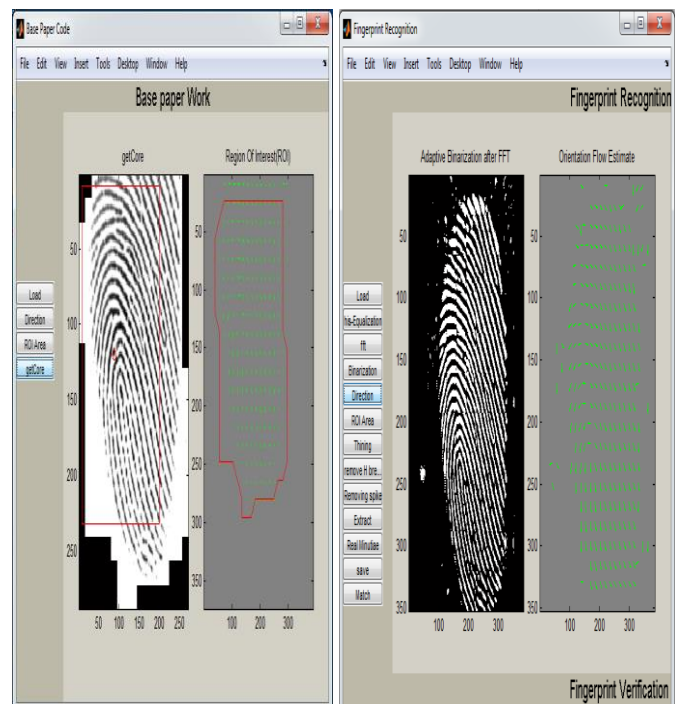 Base Paper Code
File Edit View Insert Tools Desktop Window Help
Base paper Work
getCore
Region Of Interest(ROI)
50
100
150
200
250
50 100 150 200 250
50
100
150
200
250
300
350
100 200 300
Load
Direction
ROI Area
getCore
Fingerprint Recognition
File Edit View Insert Tools Desktop Window Help
Fingerprint Recognition
Adaptive Binarization after FFT
Orientation Flow Estimate
50
100
150
200
250
300
350
100 200 300
50
100
150
200
250
300
350
100 200 300
Load
his-Equalization
fft
Binarization
Direction
ROI Area
Thining
remove H bre...
Removing spike
Extract
Real Minutiae
save
Match
Fingerprint Verification